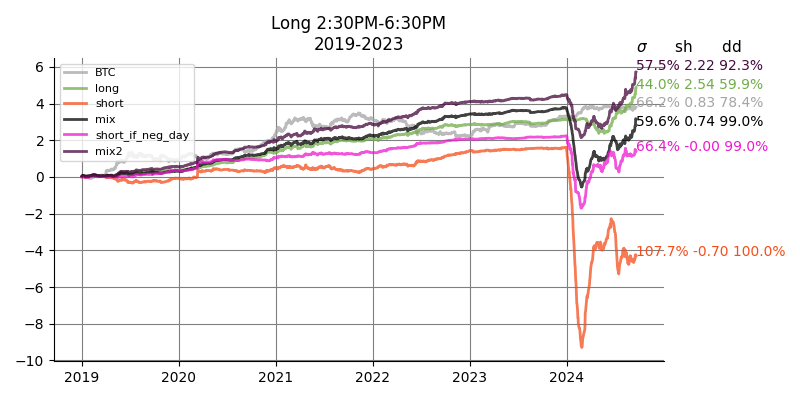 Long 2:30PM-6:30PM
2019-2023
σ sh dd
57.5% 2.22 92.3%
44.0% 2.54 59.9%
66.2% 0.83 78.4%
59.6% 0.74 99.0%
66.4% -0.00 99.0%
107.7% -0.70 100.0%
BTC
long
short
mix
short_if_neg_day
mix2
6
4
2
0
−2
−4
−6
−8
−10
2019 2020 2021 2022 2023 2024